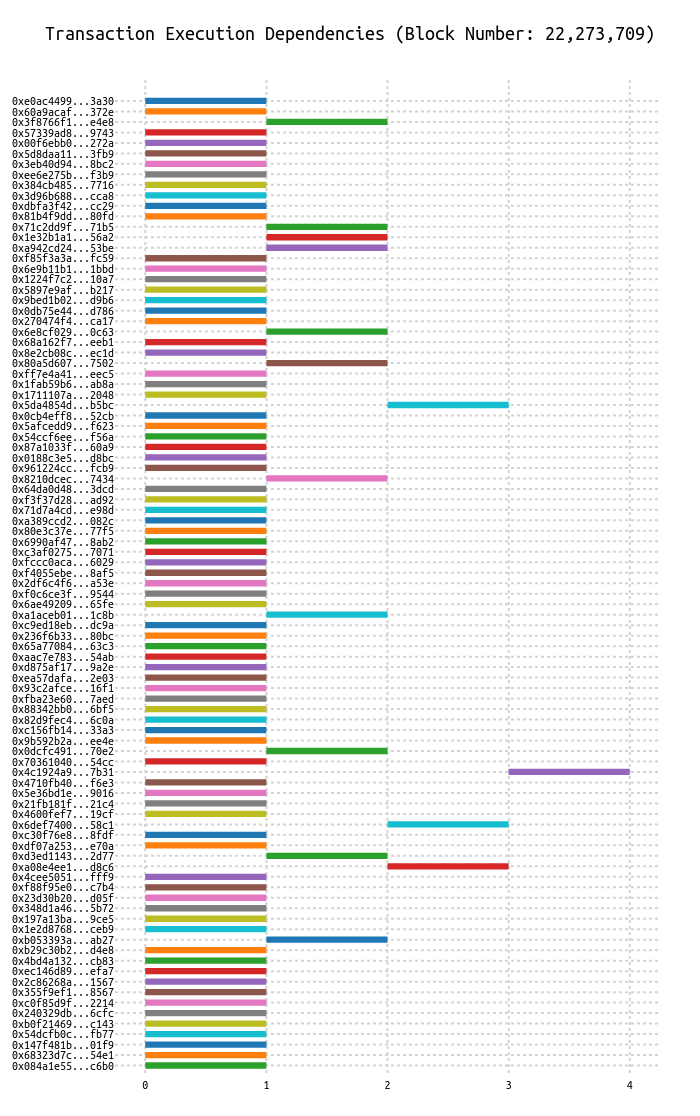 Transaction Execution Dependencies (Block Number: 22,273,709)
0xe0ac4499...3a30
0x60a9acaf...372e
0x3f8766f1...e4e8
0x57339ad8...9743
0x00f6ebb0...272a
0x5d8daa11...3fb9
0x3eb40d94...8bc2
0xee6e275b...f3b9
0x384cb485...7716
0x3d96b688...cca8
0xdbfa3f42...cc29
0x81b4f9dd...80fd
0x71c2dd9f...71b5
0x1e32b1a1...56a2
0xa942cd24...53be
0xf85f3a3a...fc59
0x6e9b11b1...1bbd
0x1224f7c2...10a7
0x5897e9af...b217
0x9bed1b02...d9b6
0x0db75e44...d786
0x270474f4...ca17
0x6e8cf029...0c63
0x68a162f7...eeb1
0x8e2cb08c...ec1d
0x80a5d607...7502
0xff7e4a41...eec5
0x1fab59b6...ab8a
0x1711107a...2048
0x5da4854d...b5bc
0x0cb4eff8...52cb
0x5afcedd9...f623
0x54ccf6ee...f56a
0x87a1033f...60a9
0x0188c3e5...d8bc
0x961224cc...fcb9
0x8210dcec...7434
0x64da0d48...3dcd
0xf3f37d28...ad92
0x71d7a4cd...e98d
0xa389ccd2...082c
0x80e3c37e...77f5
0x6990af47...8ab2
0xc3af0275...7071
0xfccc0aca...6029
0xf4055ebe...8af5
0x2df6c4f6...a53e
0xf0c6ce3f...9544
0x6ae49209...65fe
0xa1aceb01...1c8b
0xc9ed18eb...dc9a
0x236f6b33...80bc
0x65a77084...63c3
0xaac7e783...54ab
0xd875af17...9a2e
0xea57dafa...2e03
0x93c2afce...16f1
0xfba23e60...7aed
0x88342bb0...6bf5
0x82d9fec4...6c0a
0xc156fb14...33a3
0x9b592b2a...ee4e
0x0dcfc491...70e2
0x70361040...54cc
0x4c1924a9...7b31
0x4710fb40...f6e3
0x5e36bd1e...9016
0x21fb181f...21c4
0x4600fef7...19cf
0x6def7400...58c1
0xc30f76e8...8fdf
0xdf07a253...e70a
0xd3ed1143...2d77
0xa08e4ee1...d8c6
0x4cee5051...fff9
0xf88f95e0...c7b4
0x23d30b20...d05f
0x348d1a46...5b72
0x197a13ba...9ce5
0x1e2d8768...ceb9
0xb053393a...ab27
0xb29c30b2...d4e8
0x4bd4a132...cb83
0xec146d89...efa7
0x2c86268a...1567
0x355f9ef1...8567
0xc0f85d9f...2214
0x240329db...6cfc
0xb0f21469...c143
0x54dcfb0c...fb77
0x147f481b...01f9
0x68323d7c...54e1
0x084a1e55...c6b0
0 1 2 3 4